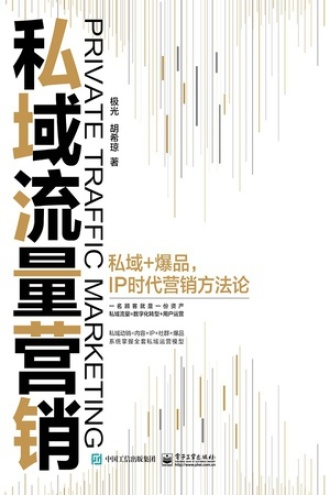 私域流量营销
PRIVATE TRAFFIC MARKETING
极光 胡希琼 著
私域+爆品，
IP时代营销方法论
一名顾客就是一份资产
私域流量=数字化转型+用户运营
私域动销=内容+IP+社群+爆品
系统掌握全套私域运营模型
中国工信出版集团
电子工业出版社